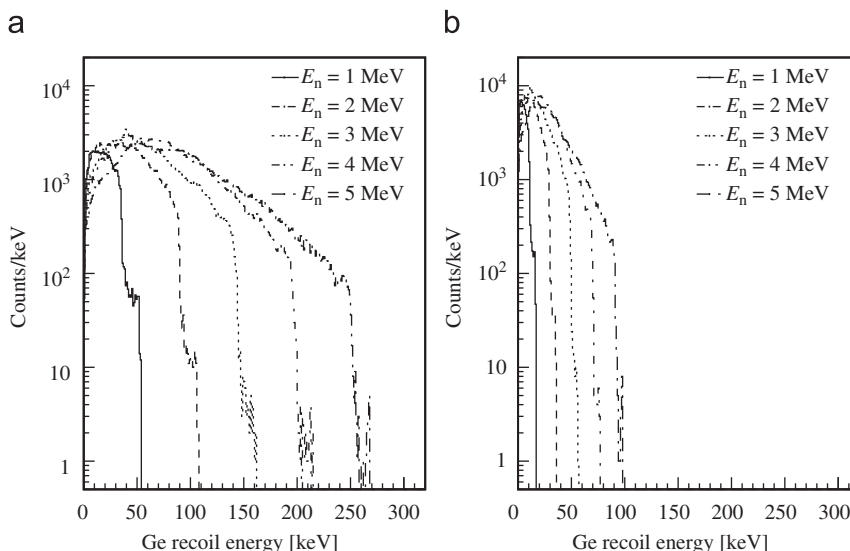 a
10⁴
10³
10²
10
1
Counts/keV
Eₙ = 1 MeV
Eₙ = 2 MeV
Eₙ = 3 MeV
Eₙ = 4 MeV
Eₙ = 5 MeV
0 50 100 150 200 250 300
Ge recoil energy [keV]
b
10⁴
10³
10²
10
1
Counts/keV
Eₙ = 1 MeV
Eₙ = 2 MeV
Eₙ = 3 MeV
Eₙ = 4 MeV
Eₙ = 5 MeV
0 50 100 150 200 250 300
Ge recoil energy [keV]